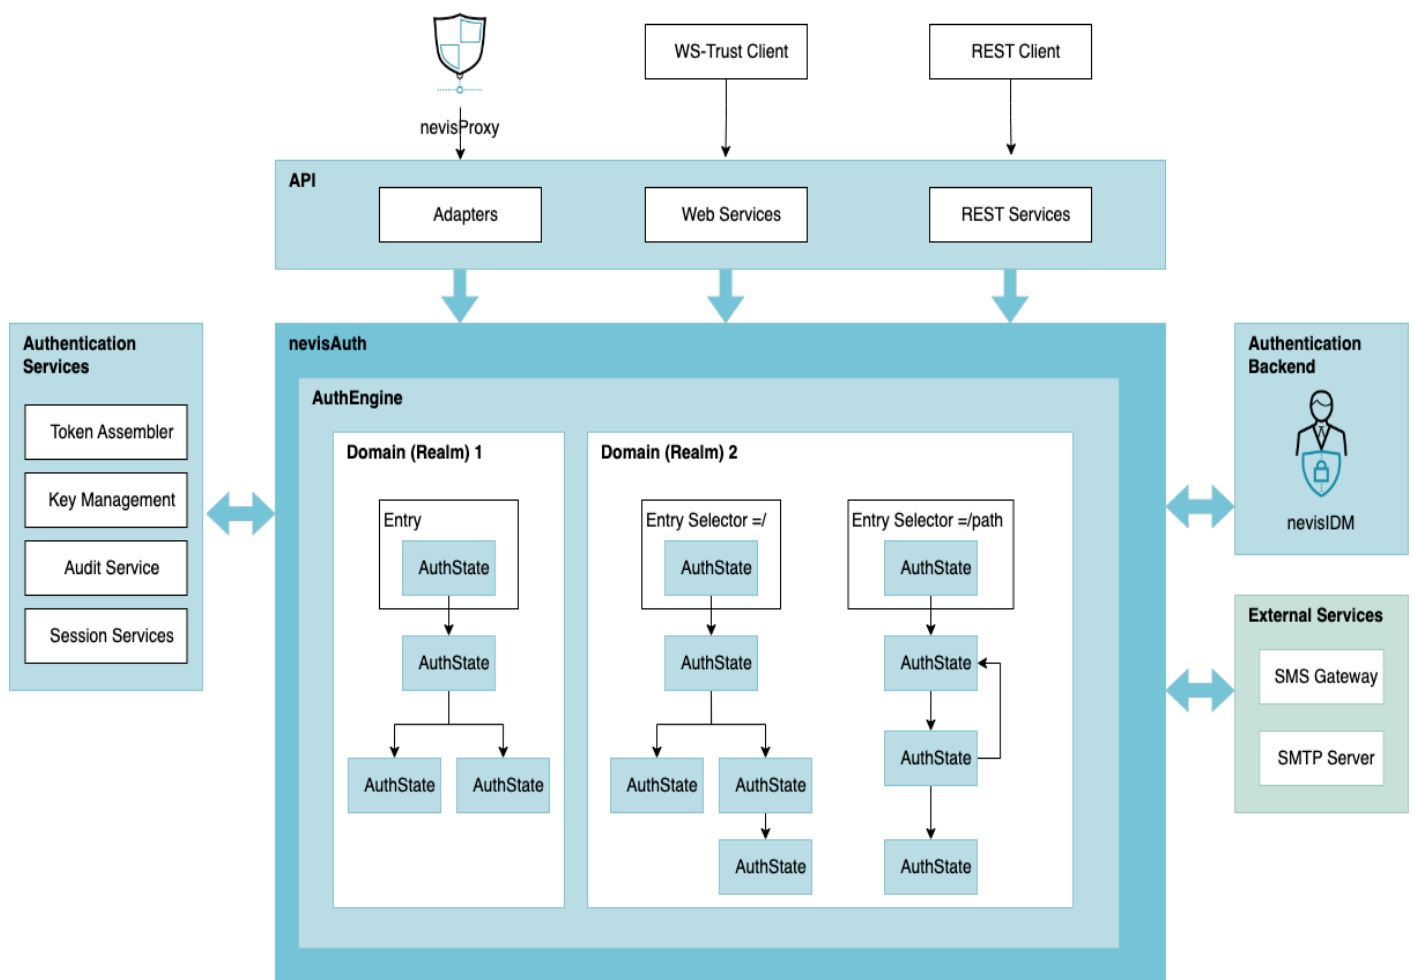 nevisProxy
WS-Trust Client
REST Client
API
Adapters
Web Services
REST Services
Authentication
Services
Token Assembler
Key Management
Audit Service
Session Services
nevisAuth
AuthEngine
Domain (Realm) 1
Entry
AuthState
AuthState
AuthState
AuthState
Domain (Realm) 2
Entry Selector =/
AuthState
AuthState
AuthState
AuthState
AuthState
Entry Selector =/path
AuthState
AuthState
AuthState
AuthState
Authentication
Backend
nevisIDM
External Services
SMS Gateway
SMTP Server